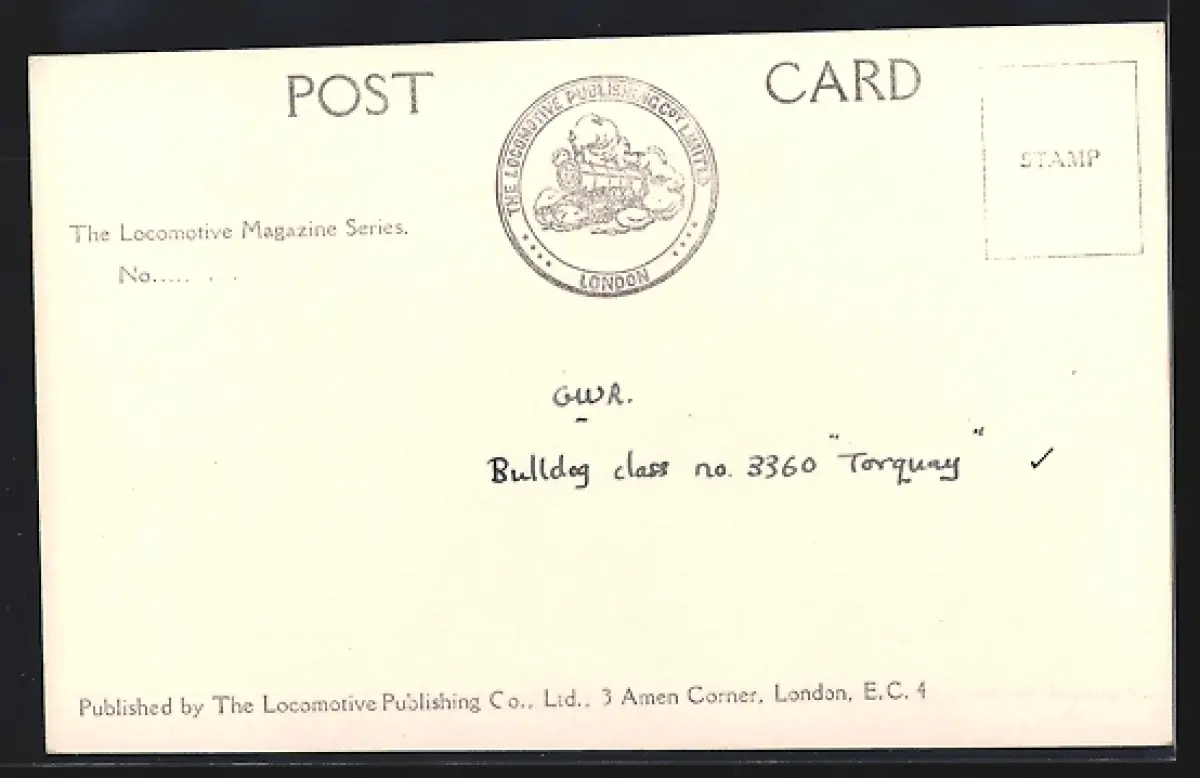 POST CARD
THE LOCOMOTIVE PUBLISHING COY LIMITED
LONDON
STAMP
The Locomotive Magazine Series.
No..... . .
GWR.
Bulldog class no. 3360 "Torquay" ✓
Published by The Locomotive Publishing Co., Ltd., 3 Amen Corner, London, E.C. 4